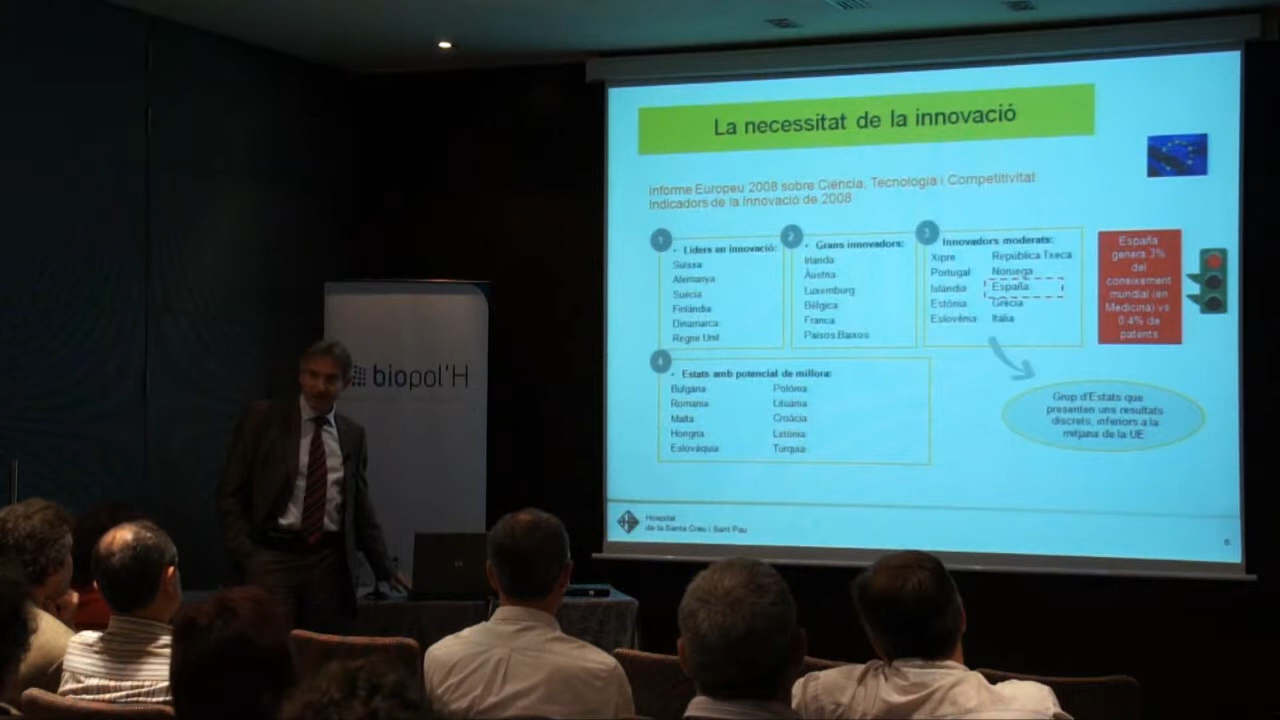 La necessitat de la innovació
Informe Europeu 2008 sobre Ciència, Tecnologia i Competitivitat
Indicadors de la Innovació de 2008
1
• Líders en innovació:
Suïssa
Alemanya
Suècia
Finlàndia
Dinamarca
Regne Unit
2
• Grans innovadors:
Irlanda
Àustria
Luxemburg
Bèlgica
Franca
Països Baixos
3
Innovadors moderats:
Xipre República Txeca
Portugal Noruega
Islàndia España
Estònia Grècia
Eslovènia Itàlia
España
genera 3%
del
coneixement
mundial (en
Medicina) vs
0,4% de
patents
4
• Estats amb potencial de millora:
Bulgària Polònia
Romania Lituània
Malta Croàcia
Hongria Letònia
Eslovàquia Turquia
Grup d'Estats que
presenten uns resultats
discrets, inferiors a la
mitjana de la UE
Hospital
de la Santa Creu i Sant Pau
6
biopol'H